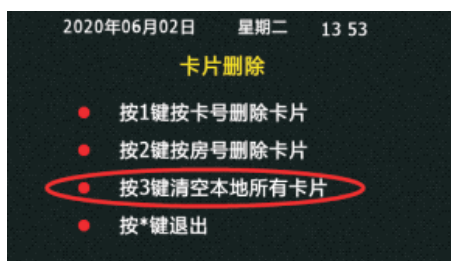 2020年06月02日 星期二 13 53
卡片删除
按1键按卡号删除卡片
按2键按房号删除卡片
按3键清空本地所有卡片
按*键退出